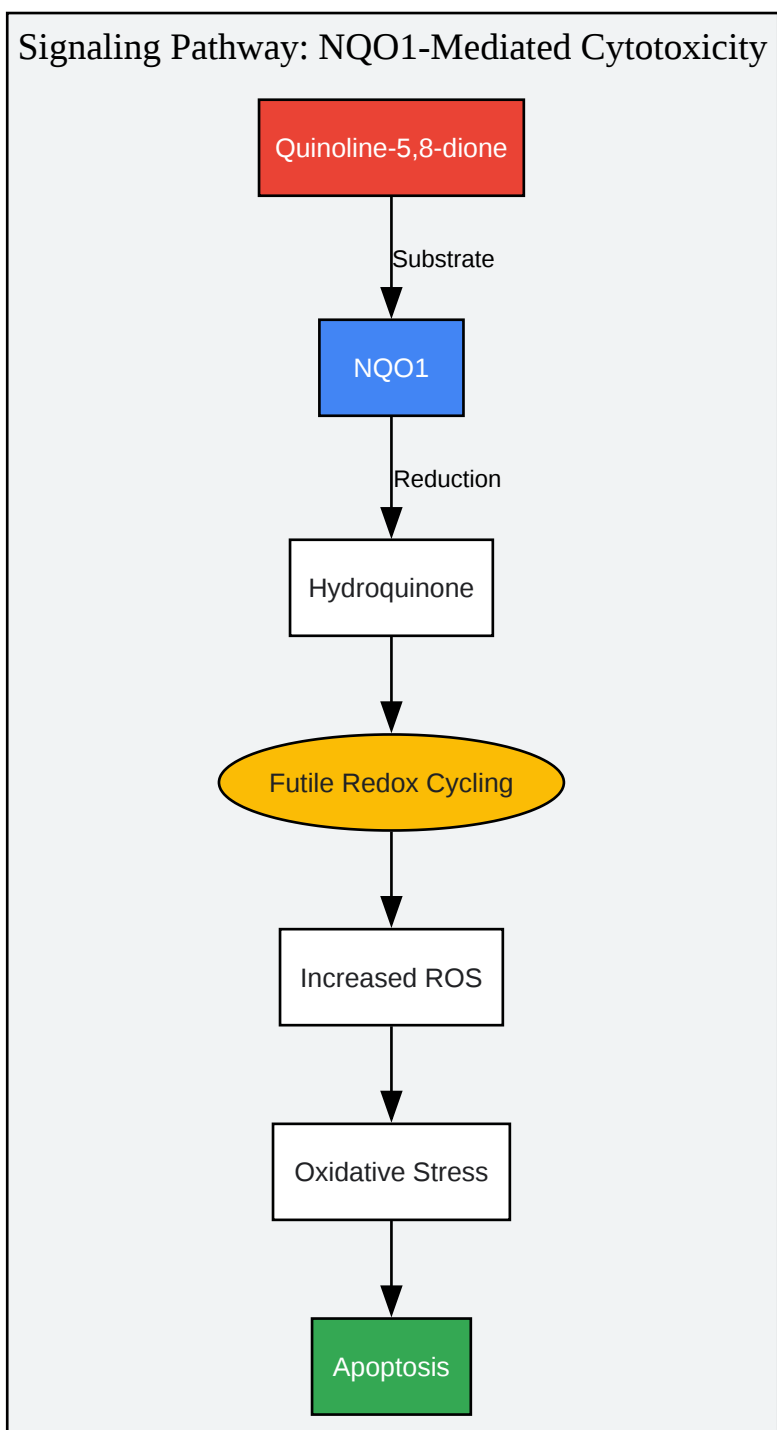 Signaling Pathway: NQO1-Mediated Cytotoxicity
Quinoline-5,8-dione
Substrate
NQO1
Reduction
Hydroquinone
Futile Redox Cycling
Increased ROS
Oxidative Stress
Apoptosis